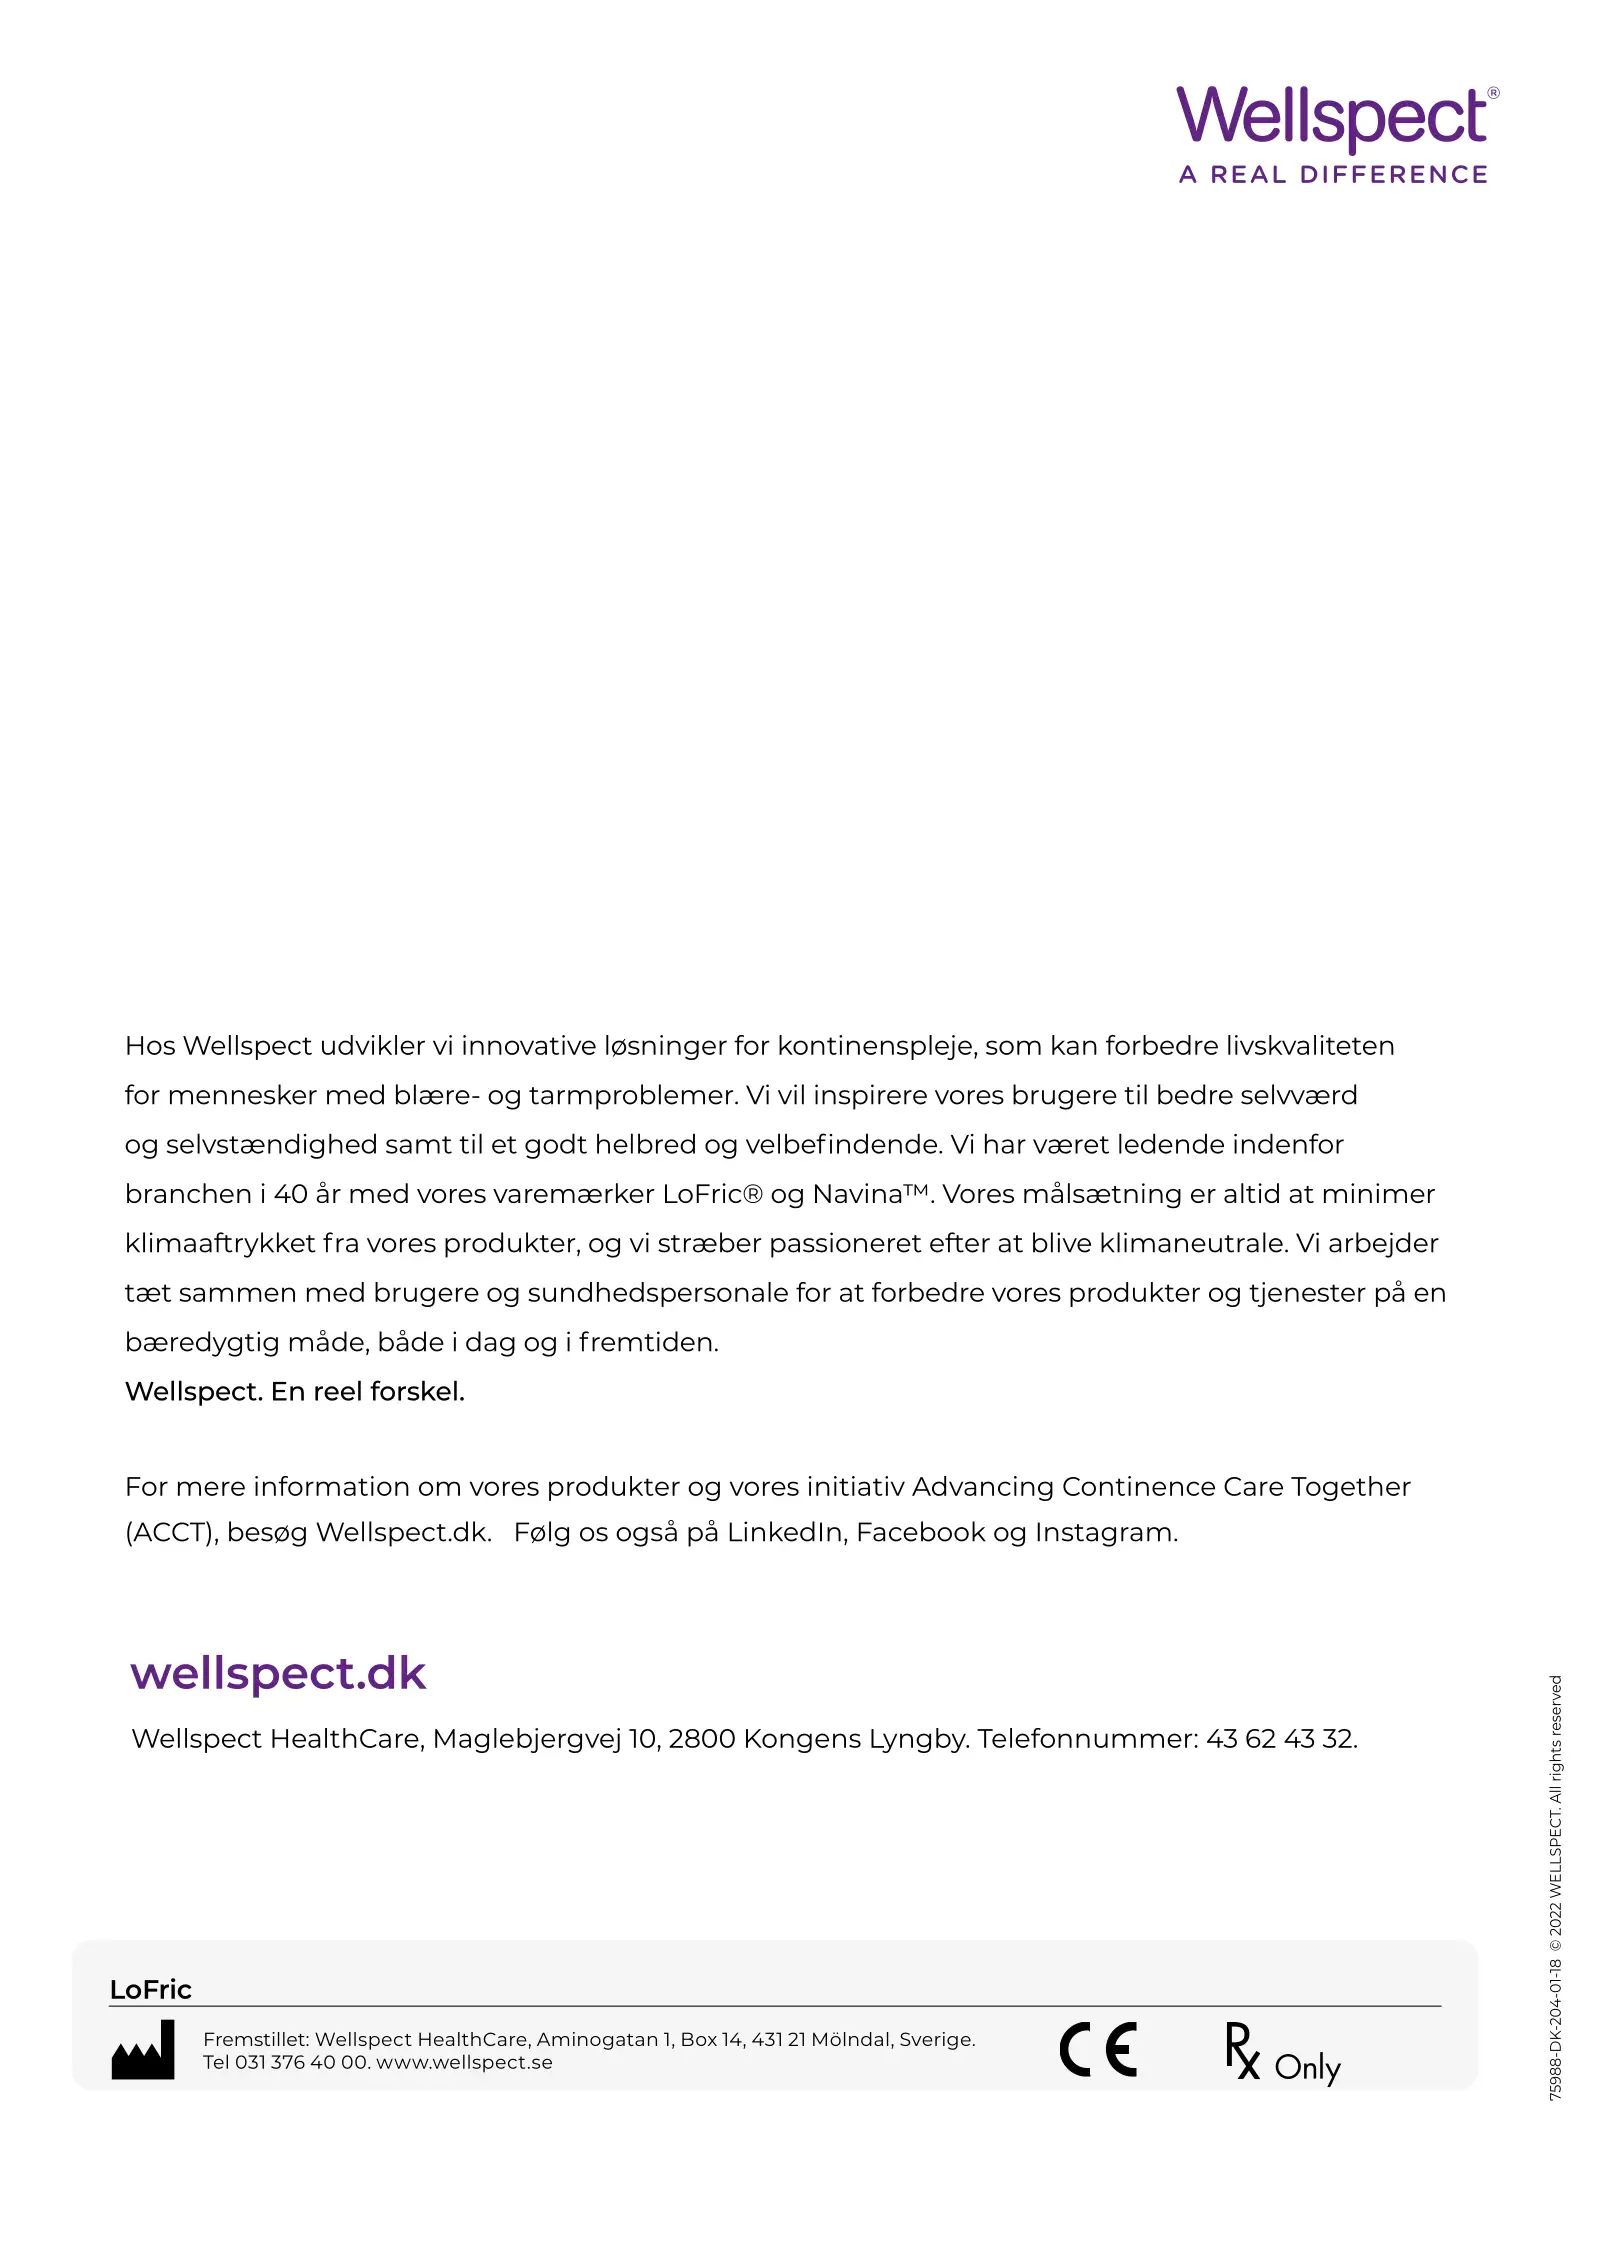 Wellspect®
A REAL DIFFERENCE
Hos Wellspect udvikler vi innovative løsninger for kontinenspleje, som kan forbedre livskvaliteten
for mennesker med blære- og tarmproblemer. Vi vil inspirere vores brugere til bedre selvværd
og selvstændighed samt til et godt helbred og velbefindende. Vi har været ledende indenfor
branchen i 40 år med vores varemærker LoFric® og Navina™. Vores målsætning er altid at minimer
klimaaftrykket fra vores produkter, og vi stræber passioneret efter at blive klimaneutrale. Vi arbejder
tæt sammen med brugere og sundhedspersonale for at forbedre vores produkter og tjenester på en
bæredygtig måde, både i dag og i fremtiden.
Wellspect. En reel forskel.
For mere information om vores produkter og vores initiativ Advancing Continence Care Together
(ACCT), besøg Wellspect.dk. Følg os også på LinkedIn, Facebook og Instagram.
wellspect.dk
Wellspect HealthCare, Maglebjergvej 10, 2800 Kongens Lyngby. Telefonnummer: 43 62 43 32.
75988-DK-204-01-18 © 2022 WELLSPECT. All rights reserved
LoFric
Fremstillet: Wellspect HealthCare, Aminogatan 1, Box 14, 431 21 Mölndal, Sverige.
Tel 031 376 40 00. www.wellspect.se
CE
Rx Only